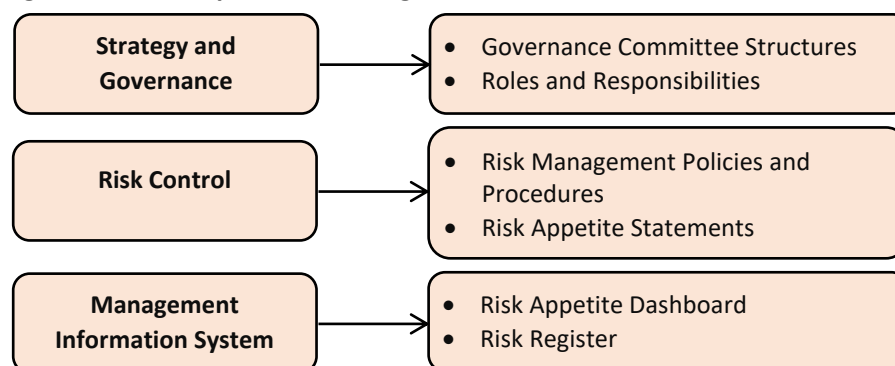 Strategy and
Governance
• Governance Committee Structures
• Roles and Responsibilities
Risk Control
• Risk Management Policies and
Procedures
• Risk Appetite Statements
Management
Information System
• Risk Appetite Dashboard
• Risk Register